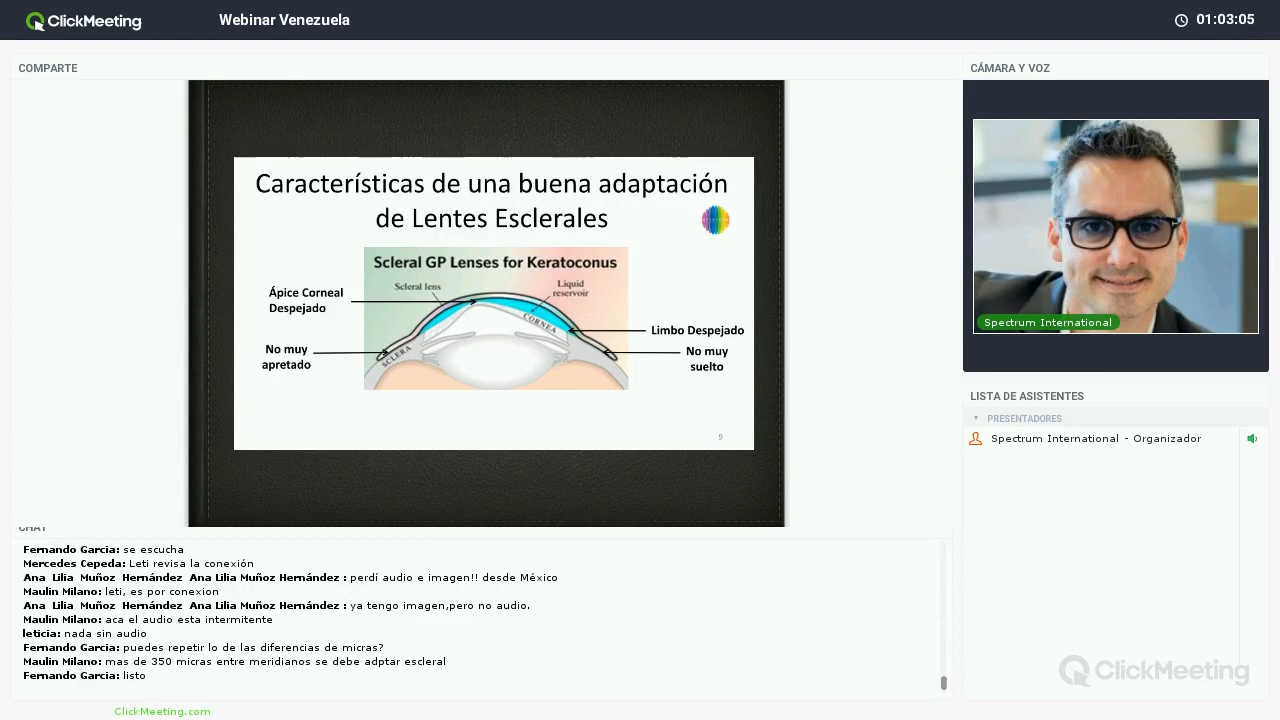 ClickMeeting
Webinar Venezuela
01:03:05
COMPARTE
Características de una buena adaptación
de Lentes Esclerales
Scleral GP Lenses for Keratoconus
Scleral lens
Liquid
reservoir
Ápice Corneal
Despejado
CORNEA
Limbo Despejado
No muy
apretado
SCLERA
No muy
suelto
9
CÁMARA Y VOZ
Spectrum International
LISTA DE ASISTENTES
PRESENTADORES
Spectrum International - Organizador
CHAT
Fernando Garcia: se escucha
Mercedes Cepeda: Leti revisa la conexión
Ana Lilia Muñoz Hernández Ana Lilia Muñoz Hernández : perdí audio e imagen!! desde México
Maulin Milano: leti, es por conexion
Ana Lilia Muñoz Hernández Ana Lilia Muñoz Hernández : ya tengo imagen,pero no audio.
Maulin Milano: aca el audio esta intermitente
leticia: nada sin audio
Fernando Garcia: puedes repetir lo de las diferencias de micras?
Maulin Milano: mas de 350 micras entre meridianos se debe adptar escleral
Fernando Garcia: listo
ClickMeeting
ClickMeeting.com